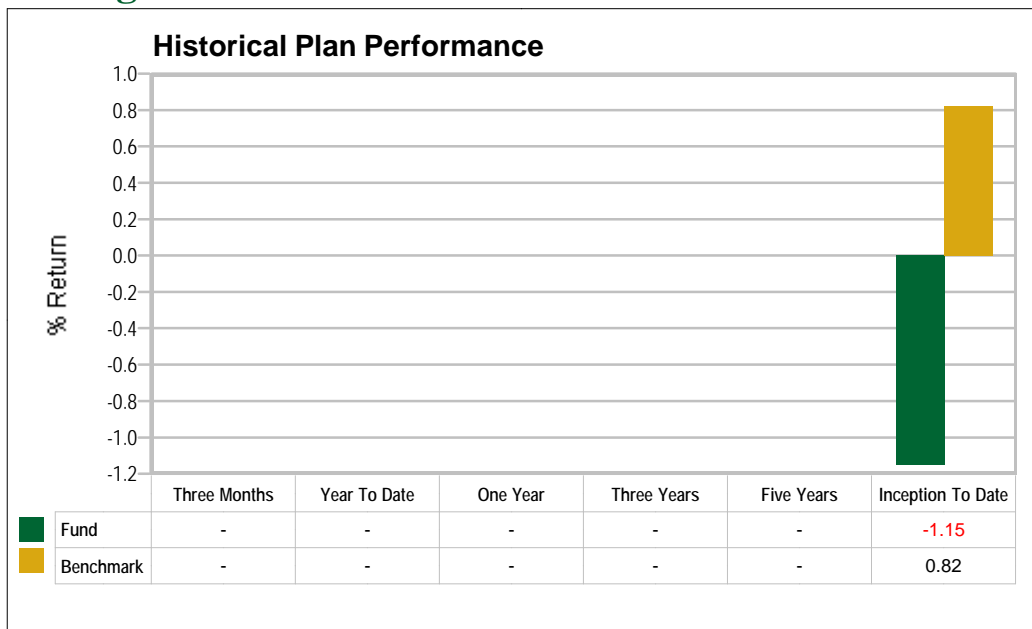 Historical Plan Performance
% Return
1.0
0.8
0.6
0.4
0.2
0.0
-0.2
-0.4
-0.6
-0.8
-1.0
-1.2
Three Months Year To Date One Year Three Years Five Years Inception To Date
Fund - - - - - -1.15
Benchmark - - - - - 0.82